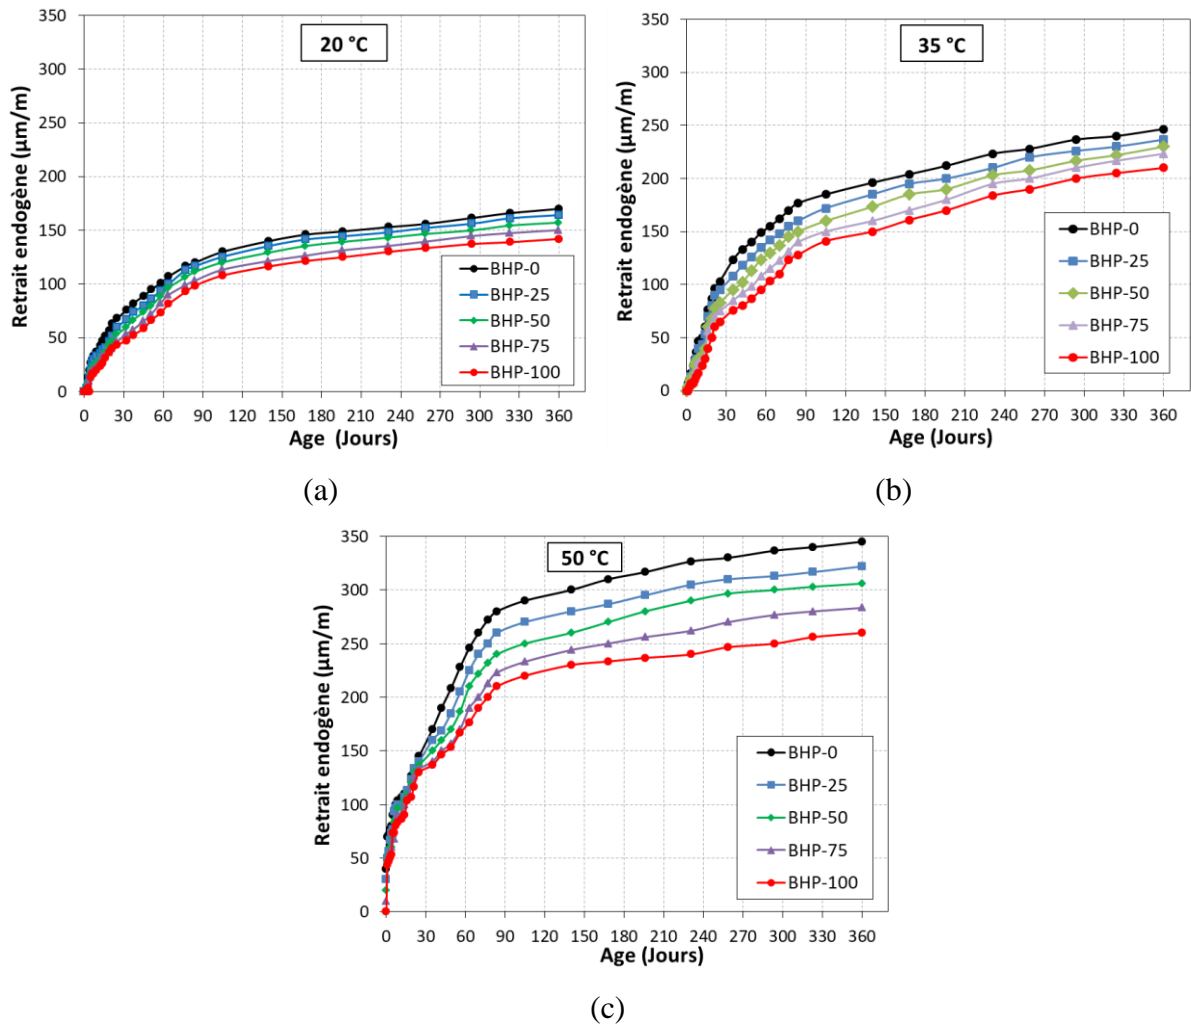 20 °C
Retrait endogène (µm/m)
350
300
250
200
150
100
50
0
0 30 60 90 120 150 180 210 240 270 300 330 360
Age (Jours)
BHP-0
BHP-25
BHP-50
BHP-75
BHP-100
(a)
35 °C
Retrait endogène (µm/m)
350
300
250
200
150
100
50
0
0 30 60 90 120 150 180 210 240 270 300 330 360
Age (Jours)
BHP-0
BHP-25
BHP-50
BHP-75
BHP-100
(b)
50 °C
Retrait endogène (µm/m)
350
300
250
200
150
100
50
0
0 30 60 90 120 150 180 210 240 270 300 330 360
Age (Jours)
BHP-0
BHP-25
BHP-50
BHP-75
BHP-100
(c)